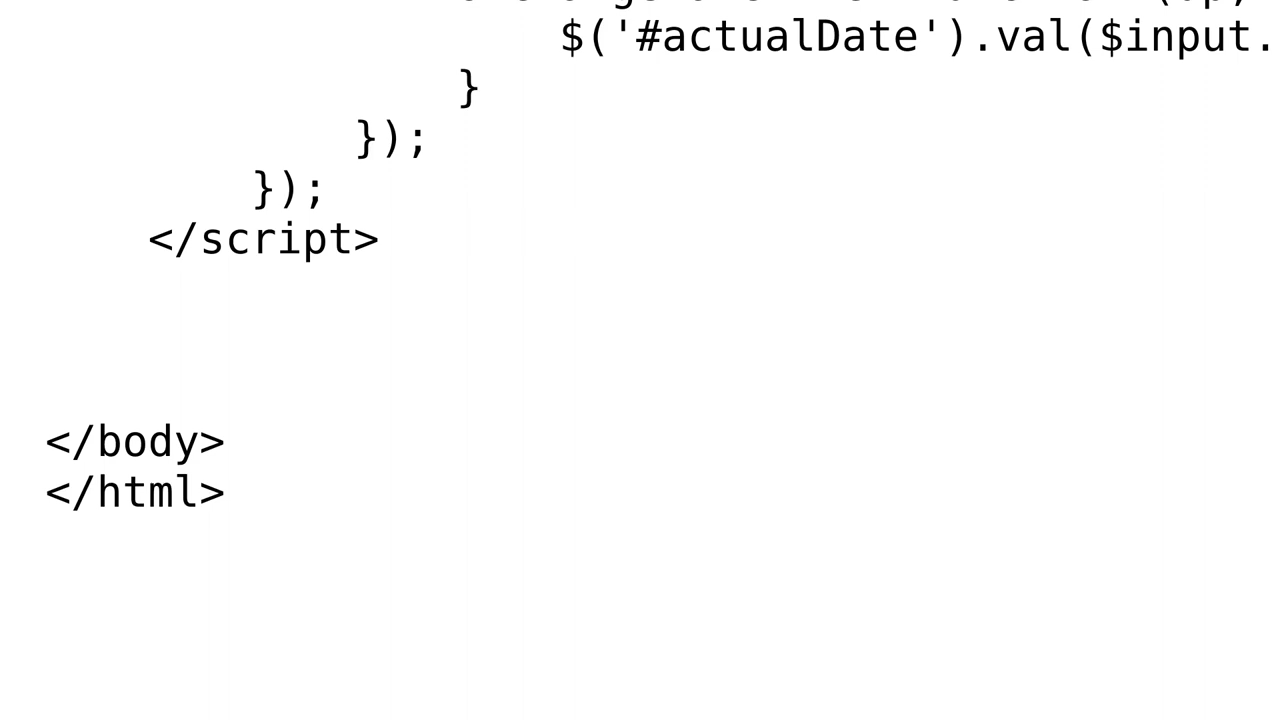 $('#actualDate').val($input.
}
});
});
</script>
</body>
</html>